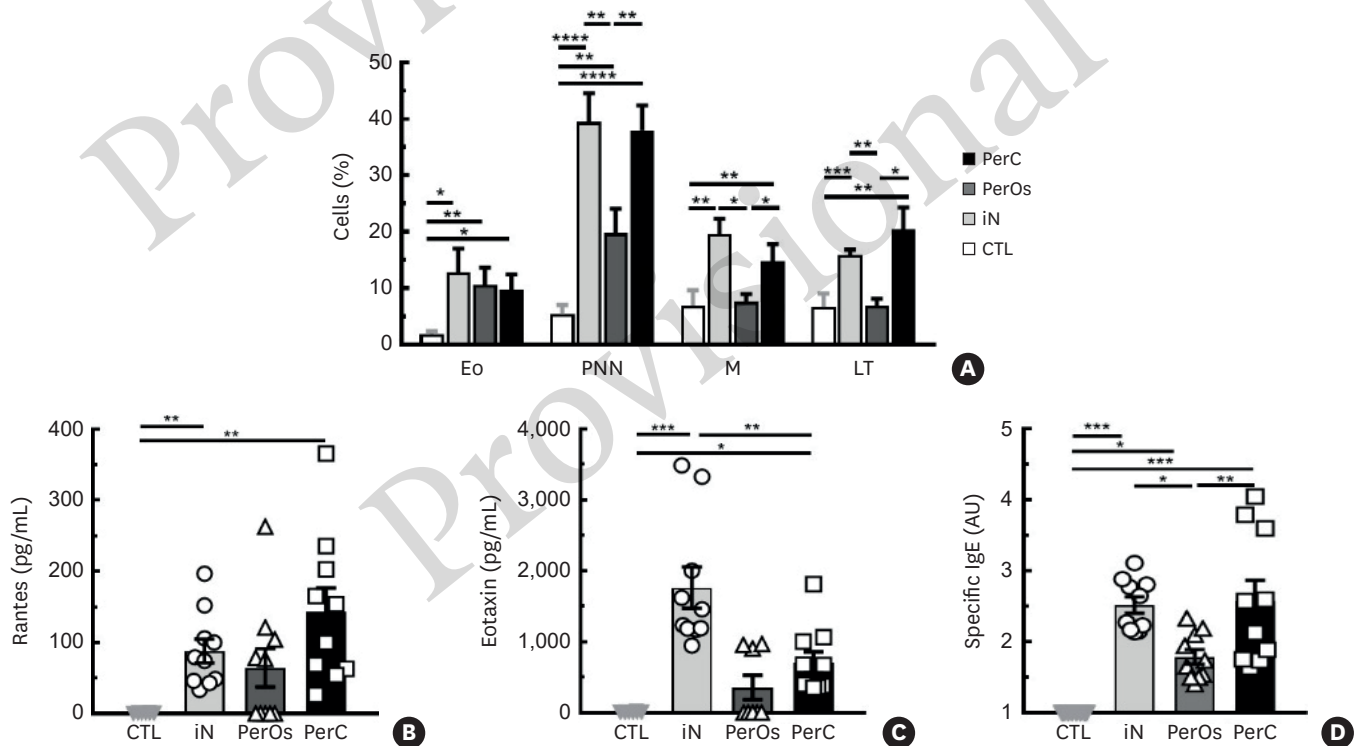 Provisional
Provisional
** **
****
**
****
50
40
30
20
10
0
Cells (%)
*
**
*
**
** * *
**
*** *
**
Eo PNN M LT
PerC
PerOs
iN
CTL
A
400
300
200
100
0
Rantes (pg/mL)
**
**
CTL iN PerOs PerC
B
4,000
3,000
2,000
1,000
0
Eotaxin (pg/mL)
*** **
*
CTL iN PerOs PerC
C
5
4
3
2
1
Specific IgE (AU)
***
*
***
* **
CTL iN PerOs PerC
D